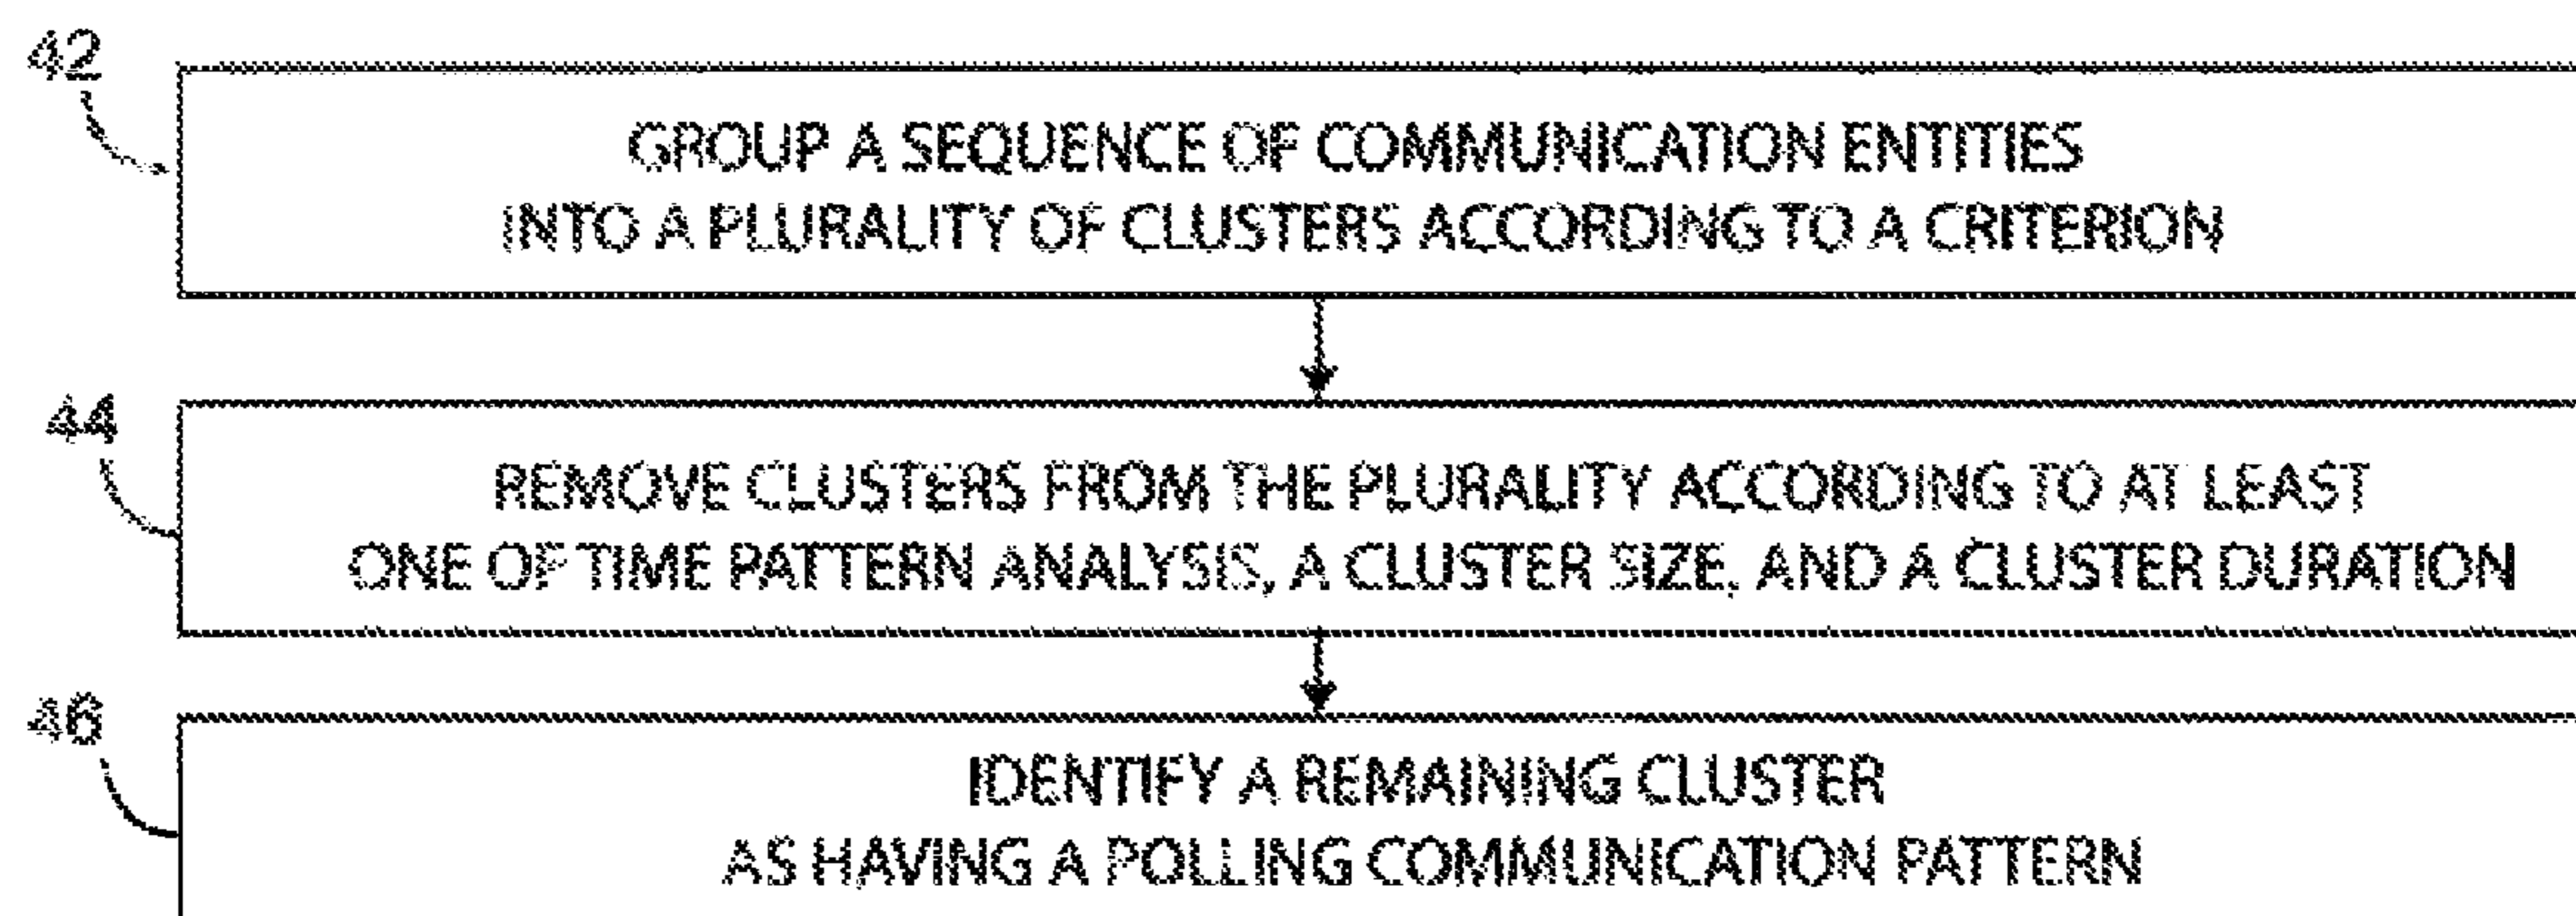 42
GROUP A SEQUENCE OF COMMUNICATION ENTITIES
INTO A PLURALITY OF CLUSTERS ACCORDING TO A CRITERION
44
REMOVE CLUSTERS FROM THE PLURALITY ACCORDING TO AT LEAST
ONE OF TIME PATTERN ANALYSIS, A CLUSTER SIZE, AND A CLUSTER DURATION
46
IDENTIFY A REMAINING CLUSTER
AS HAVING A POLLING COMMUNICATION PATTERN